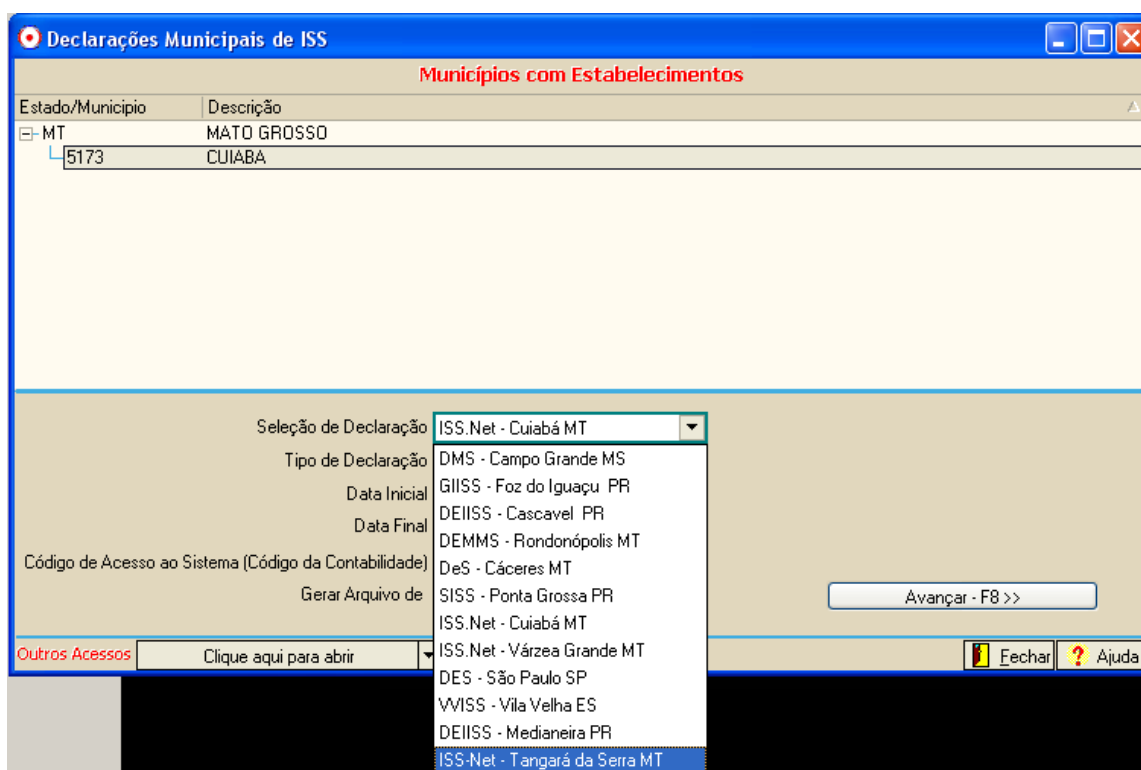 Declarações Municipais de ISS
Municípios com Estabelecimentos
Estado/Municipio Descrição
MT MATO GROSSO
5173 CUIABA
Seleção de Declaração ISS.Net - Cuiabá MT
Tipo de Declaração DMS - Campo Grande MS
GIISS - Foz do Iguaçu PR
Data Inicial
DEIISS - Cascavel PR
Data Final
DEMMS - Rondonópolis MT
Código de Acesso ao Sistema (Código da Contabilidade) DeS - Cáceres MT
Gerar Arquivo de SISS - Ponta Grossa PR Avançar - F8 >>
ISS.Net - Cuiabá MT
Outros Acessos Clique aqui para abrir ISS.Net - Várzea Grande MT Fechar Ajuda
DES - São Paulo SP
VVISS - Vila Velha ES
DEIISS - Medianeira PR
ISS-Net - Tangará da Serra MT